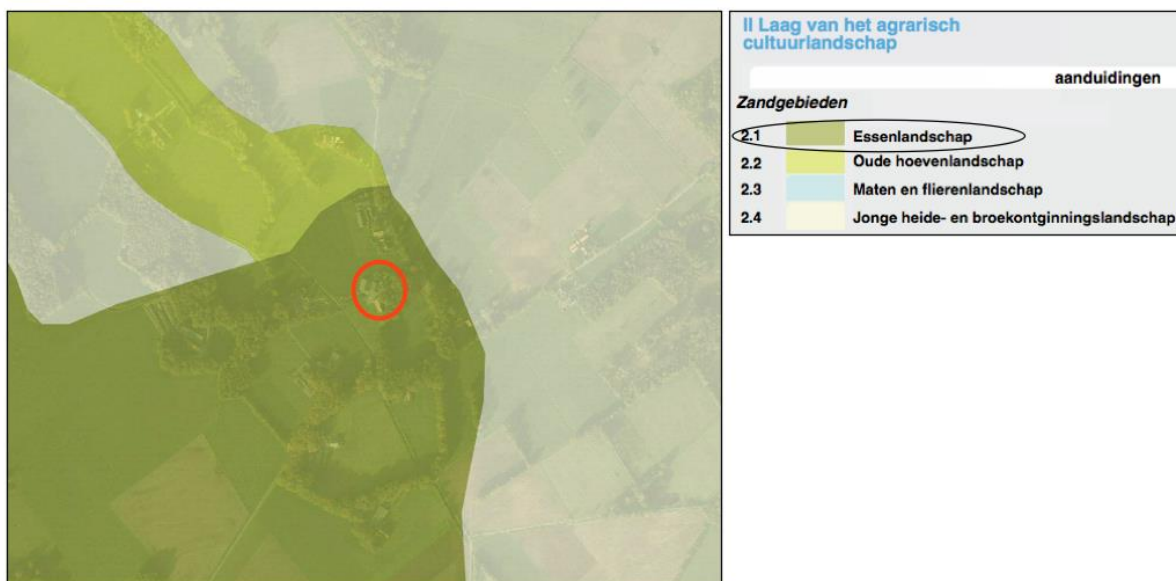 II Laag van het agrarisch
cultuurlandschap
aanduidingen
Zandgebieden
2.1 Essenlandschap
2.2 Oude hoevenlandschap
2.3 Maten en flierenlandschap
2.4 Jonge heide- en broekontginningslandschap